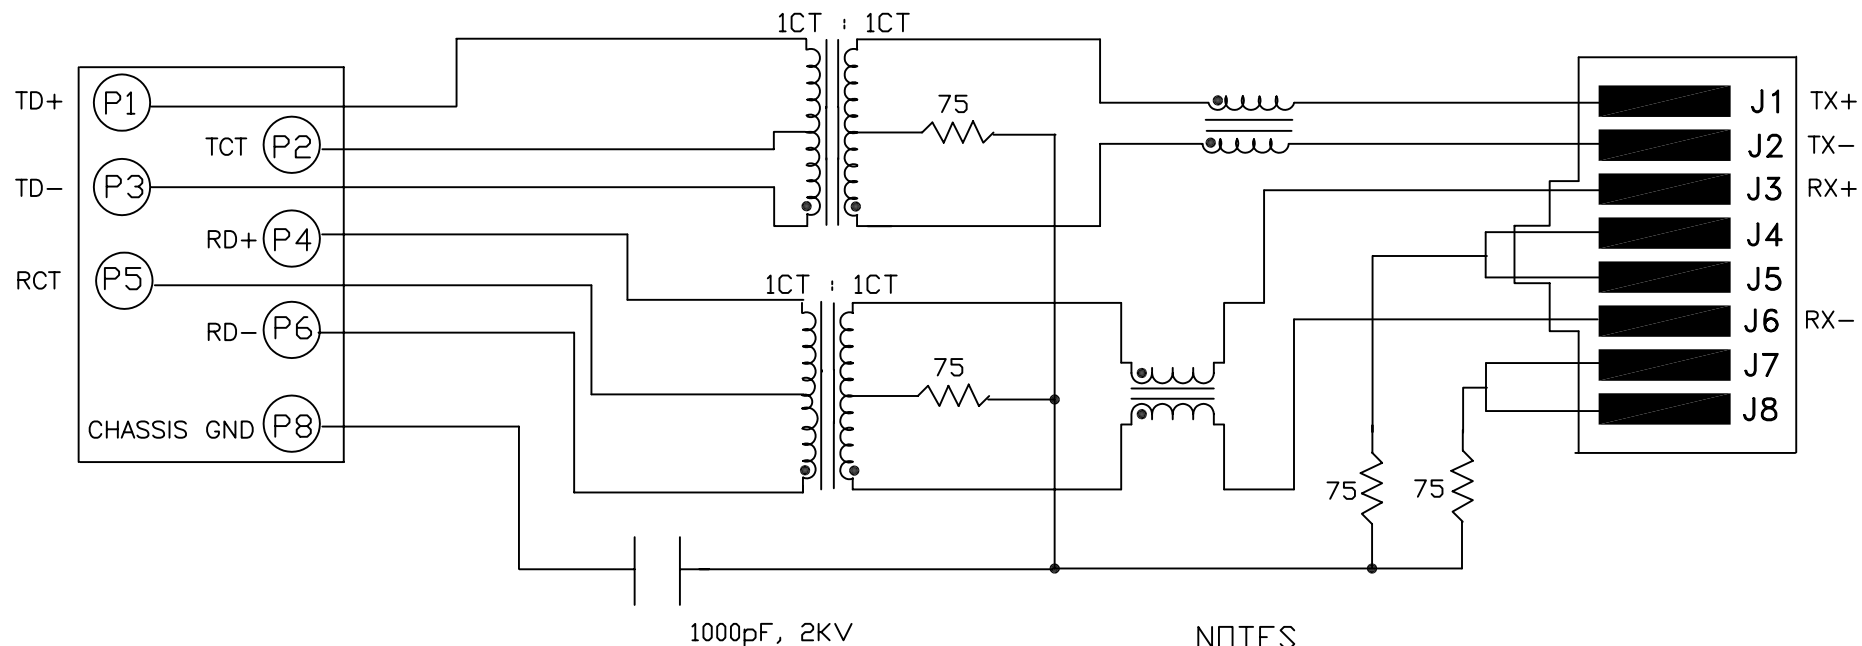 1CT : 1CT
TD+ P1 75 J1 TX+
TCT P2 J2 TX-
TD- P3 J3 RX+
RD+ P4 J4
RCT P5 1CT : 1CT J5
RD- P6 J6 RX-
75 J7
CHASSIS GND P8 J8
75 75
1000pF, 2KV
NOTES